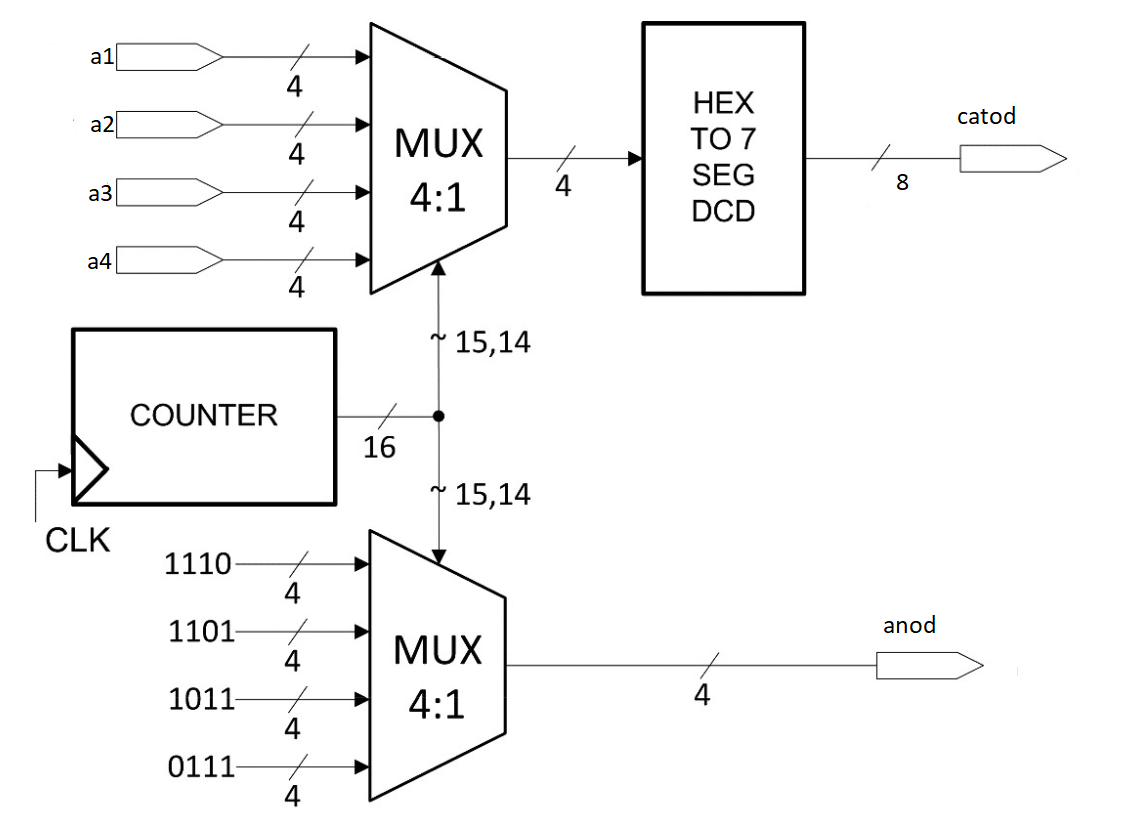 a1
4
a2
4
a3
4
a4
4
MUX
4:1
4
HEX
TO 7
SEG
DCD
8
catod
~ 15,14
COUNTER
16
CLK
~ 15,14
1110
4
1101
4
1011
4
0111
4
MUX
4:1
4
anod